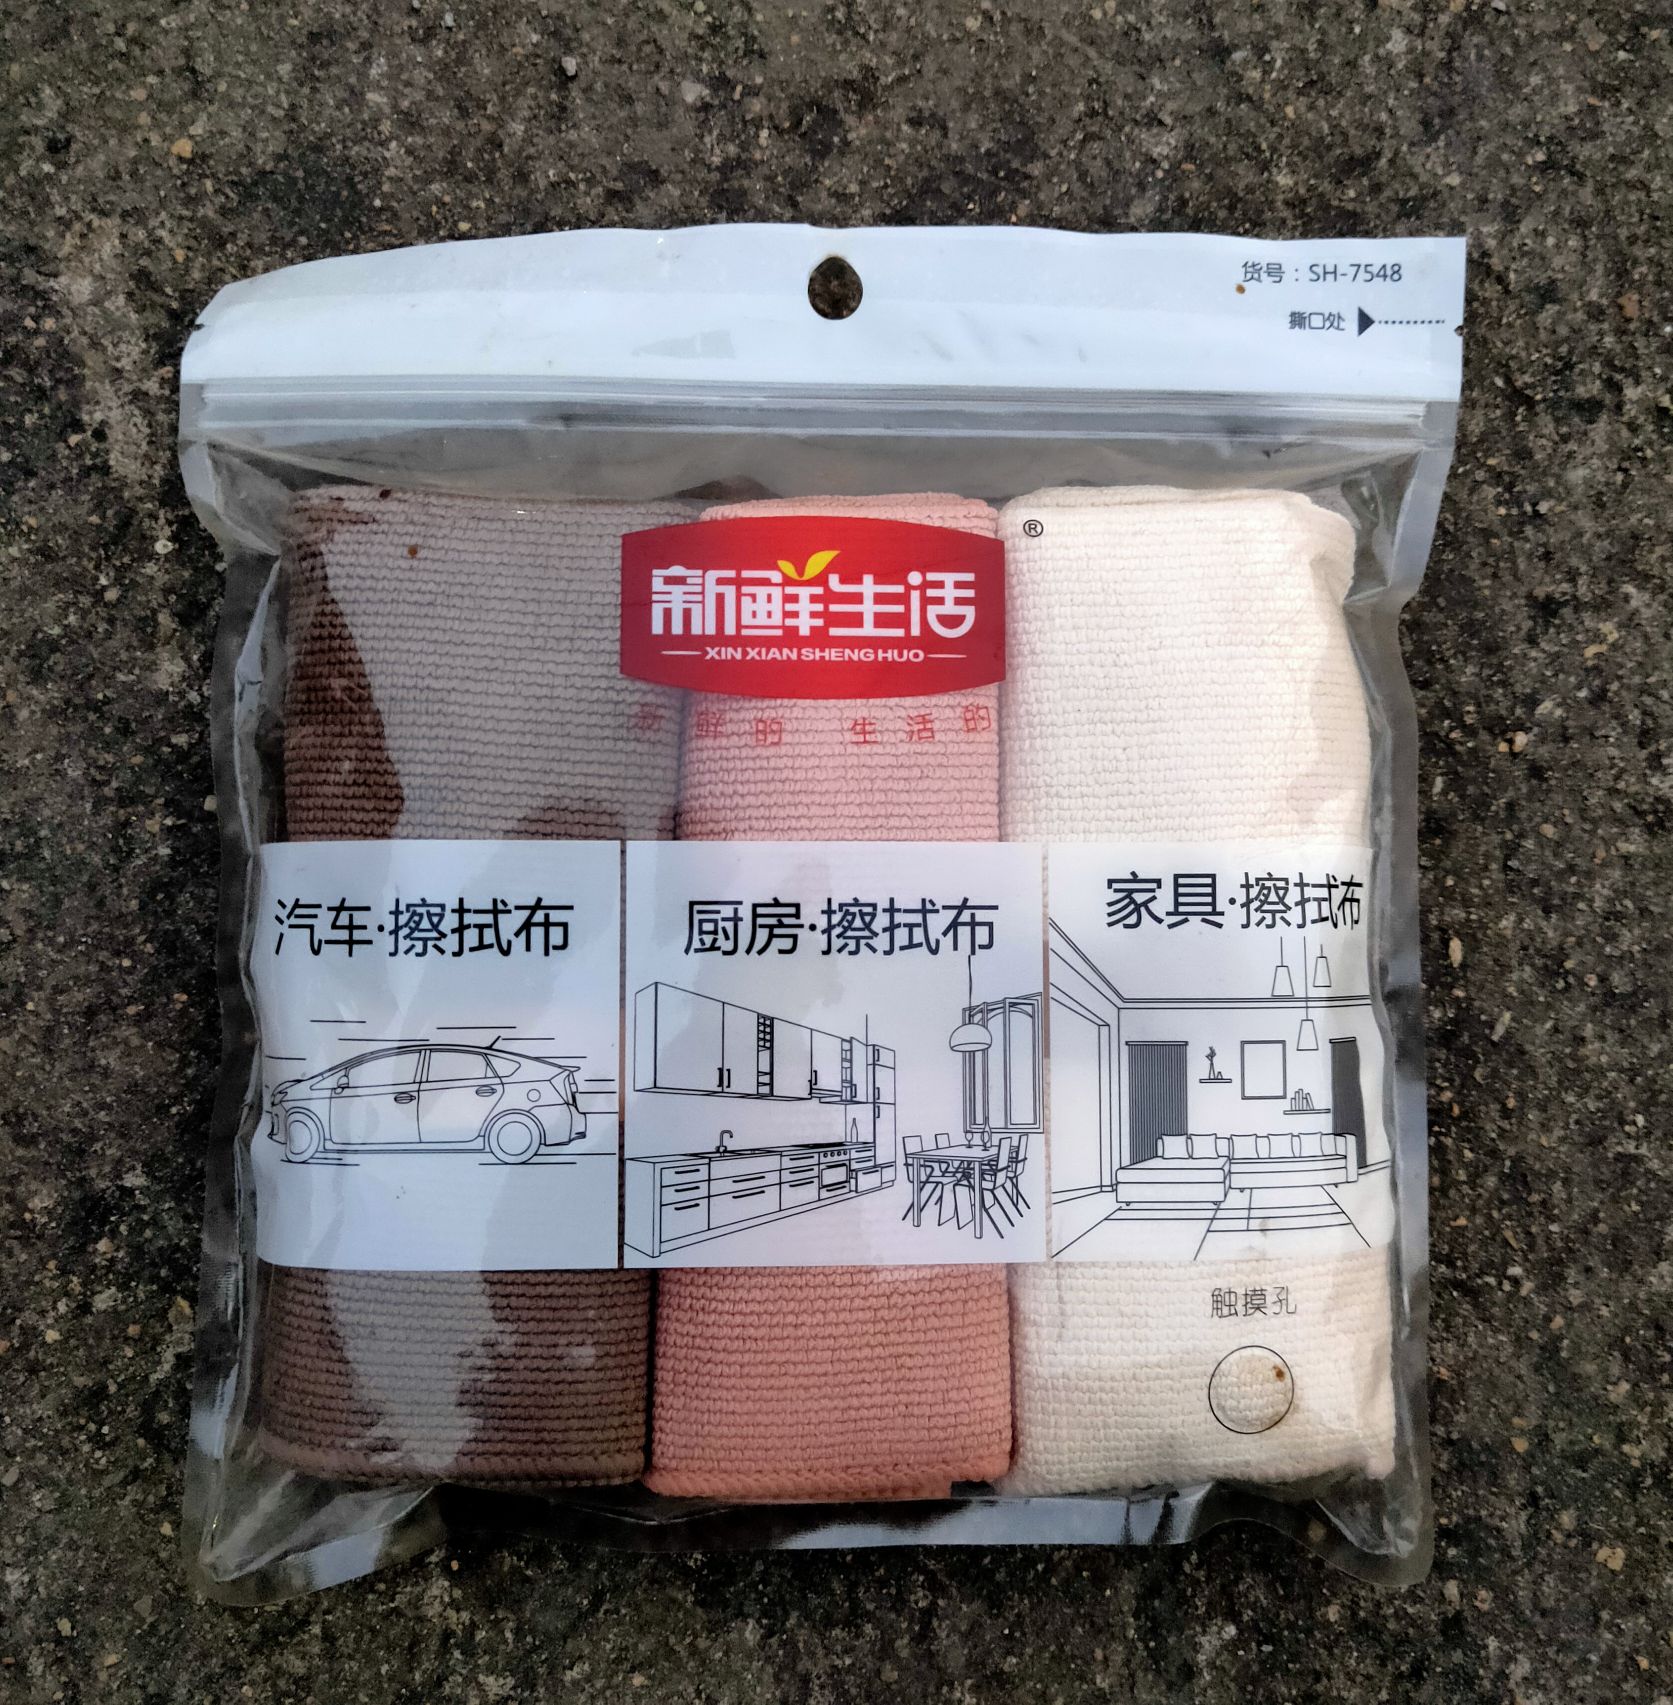 货号：SH-7548
撕口处
®
新鲜生活
XIN XIAN SHENG HUO
新鲜的 生活的
汽车·擦拭布
厨房·擦拭布
家具·擦拭布
触摸孔